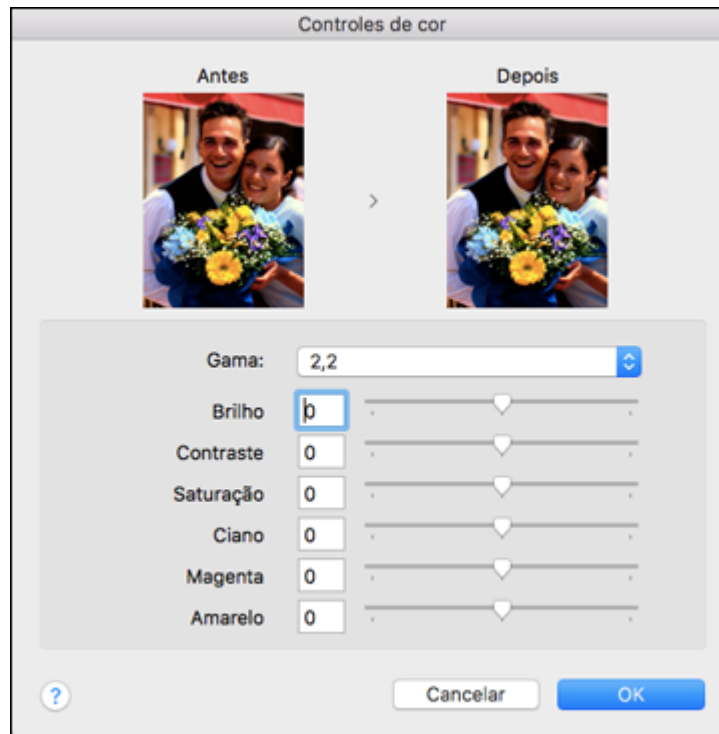 Controles de cor
Antes Depois
>
Gama: 2,2
Brilho 0
Contraste 0
Saturação 0
Ciano 0
Magenta 0
Amarelo 0
? Cancelar OK